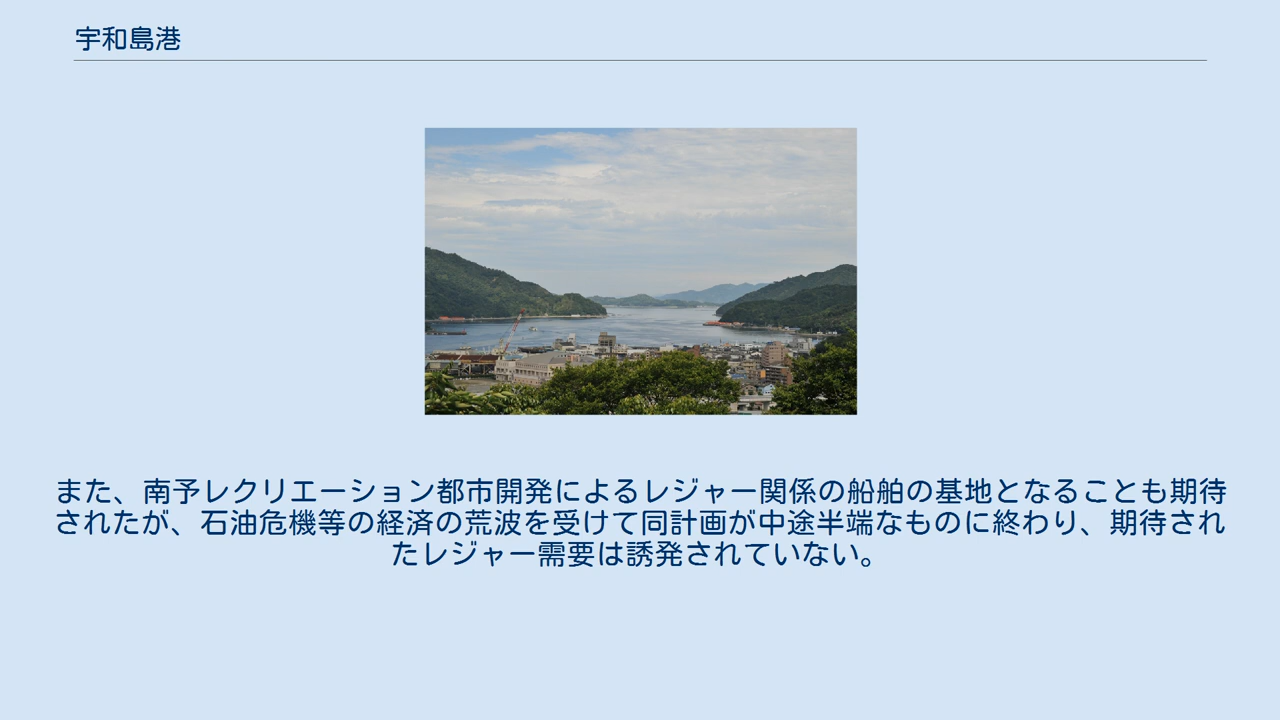 宇和島港
また、南予レクリエーション都市開発によるレジャー関係の船舶の基地となることも期待
されたが、石油危機等の経済の荒波を受けて同計画が中途半端なものに終わり、期待され
たレジャー需要は誘発されていない。